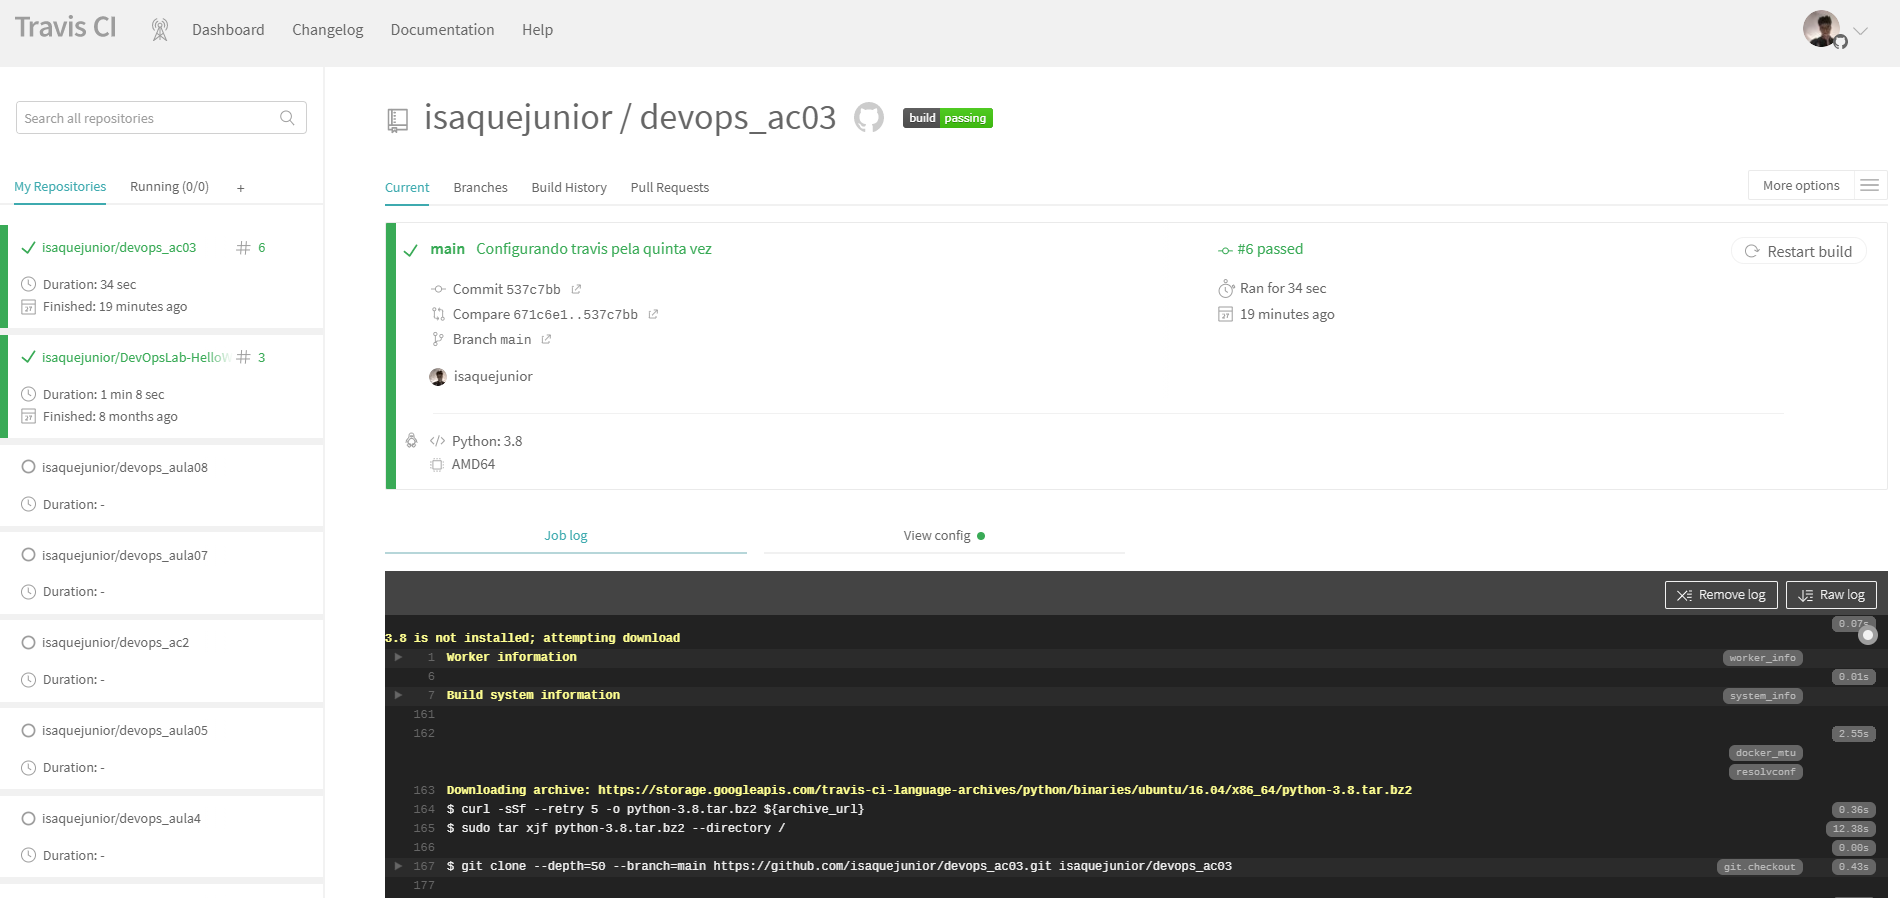 Travis CI
Dashboard
Changelog
Documentation
Help
Search all repositories
My Repositories
Running (0/0)
+
isaquejunior/devops_ac03
# 6
Duration: 34 sec
Finished: 19 minutes ago
isaquejunior/DevOpsLab-HelloW
# 3
Duration: 1 min 8 sec
Finished: 8 months ago
isaquejunior/devops_aula08
Duration: -
isaquejunior/devops_aula07
Duration: -
isaquejunior/devops_ac2
Duration: -
isaquejunior/devops_aula05
Duration: -
isaquejunior/devops_aula4
Duration: -
isaquejunior / devops_ac03
build passing
Current
Branches
Build History
Pull Requests
More options
main Configurando travis pela quinta vez
Commit 537c7bb
Compare 671c6e1..537c7bb
Branch main
isaquejunior
#6 passed
Ran for 34 sec
27 19 minutes ago
Restart build
</> Python: 3.8
AMD64
Job log
View config
Remove log
Raw log
0.07s
3.8 is not installed; attempting download
1 Worker information worker_info
6 0.01s
7 Build system information system_info
161
162 2.55s
docker_mtu
resolvconf
163 Downloading archive: https://storage.googleapis.com/travis-ci-language-archives/python/binaries/ubuntu/16.04/x86_64/python-3.8.tar.bz2
164 $ curl -sSf --retry 5 -o python-3.8.tar.bz2 ${archive_url} 0.36s
165 $ sudo tar xjf python-3.8.tar.bz2 --directory / 12.38s
166 0.00s
167 $ git clone --depth=50 --branch=main https://github.com/isaquejunior/devops_ac03.git isaquejunior/devops_ac03 git.checkout 0.43s
177